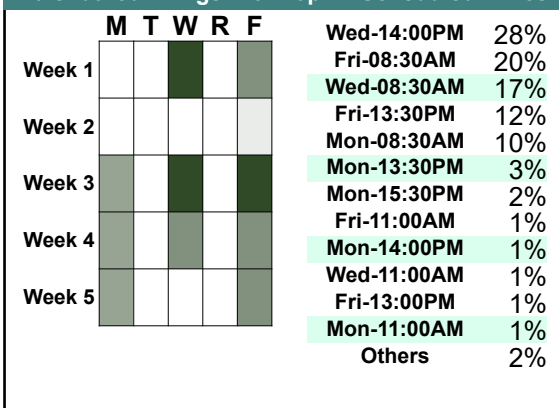 M T W R F
Week 1
Week 2
Week 3
Week 4
Week 5
Wed-14:00PM 28%
Fri-08:30AM 20%
Wed-08:30AM 17%
Fri-13:30PM 12%
Mon-08:30AM 10%
Mon-13:30PM 3%
Mon-15:30PM 2%
Fri-11:00AM 1%
Mon-14:00PM 1%
Wed-11:00AM 1%
Fri-13:00PM 1%
Mon-11:00AM 1%
Others 2%